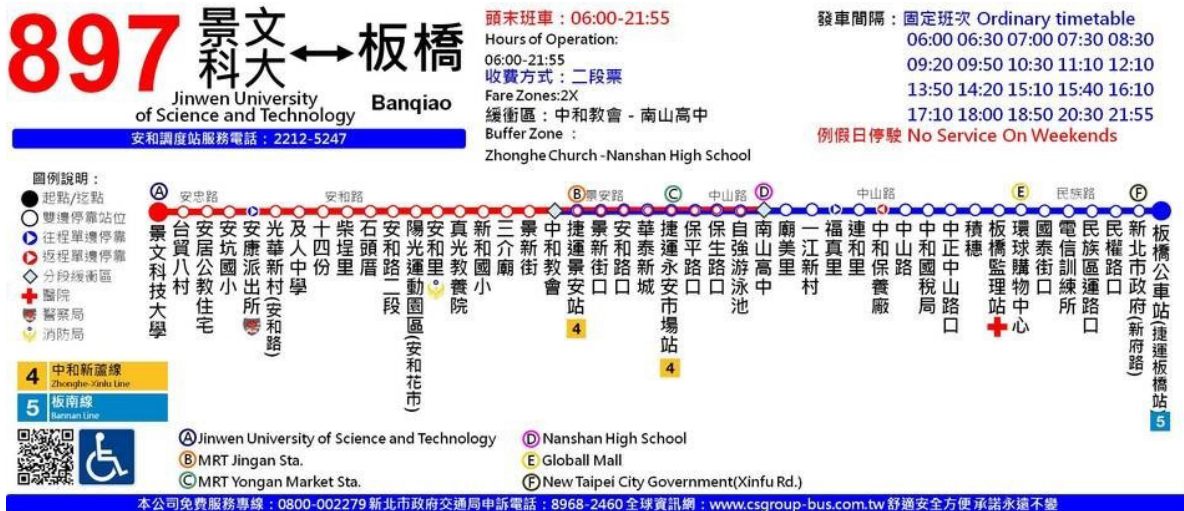 897
景文科大
↔
板橋
Jinwen University
of Science and Technology
Banqiao
安和調度站服務電話：2212-5247
頭末班車：06:00-21:55
Hours of Operation:
06:00-21:55
收費方式：二段票
Fare Zones:2X
緩衝區：中和教會 - 南山高中
Buffer Zone ：
Zhonghe Church -Nanshan High School
發車間隔：固定班次 Ordinary timetable
06:00 06:30 07:00 07:30 08:30
09:20 09:50 10:30 11:10 12:10
13:50 14:20 15:10 15:40 16:10
17:10 18:00 18:50 20:30 21:55
例假日停駛 No Service On Weekends
圖例說明：
起點/迄點
雙邊停靠站位
往程單邊停靠
返程單邊停靠
分段緩衝區
醫院
警察局
消防局
A
安忠路
安和路
B
景安路
C
中山路
D
中山路
E
民族路
F
景文科技大學
台貿八村
安居公教住宅
安坑國小
安康派出所
光華新村(安和路)
及人中學
十四份
柴埕里
石頭厝
安和路二段
陽光運動園區(安和花市)
安和里
真光教養院
新和國小
三介廟
景新街
中和教會
捷運景安站
4
景新街口
安和路口
華泰新城
捷運永安市場站
4
保平路口
保生路口
自強游泳池
南山高中
廟美里
一江新村
福真里
連和里
中和保養廠
中山路
中和國稅局
中正中山路口
積穗
板橋監理站
環球購物中心
國泰街口
電信訓練所
民族區運路口
民權路口
新北市政府(新府路)
板橋公車站(捷運板橋站)
5
4 中和新蘆線
Zhonghe-Xinlu Line
5 板南線
Bannan Line
A Jinwen University of Science and Technology
B MRT Jingan Sta.
C MRT Yongan Market Sta.
D Nanshan High School
E Globall Mall
F New Taipei City Government(Xinfu Rd.)
本公司免費服務專線：0800-002279 新北市政府交通局申訴電話：8968-2460 全球資訊網：www.csgroup-bus.com.tw 舒適安全方便 承諾永遠不變